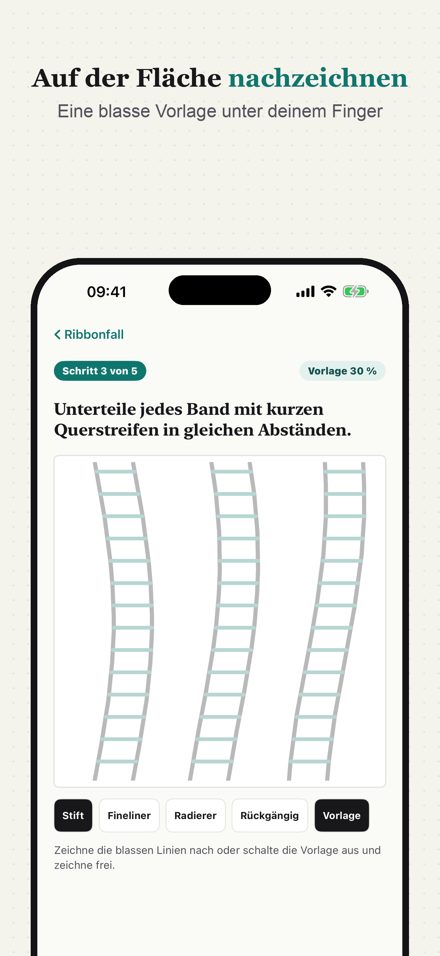 Auf der Fläche nachzeichnen
Eine blasse Vorlage unter deinem Finger
09:41
Ribbonfall
Schritt 3 von 5
Vorlage 30 %
Unterteile jedes Band mit kurzen
Querstreifen in gleichen Abständen.
Stift
Fineliner
Radierer
Rückgängig
Vorlage
Zeichne die blassen Linien nach oder schalte die Vorlage aus und
zeichne frei.